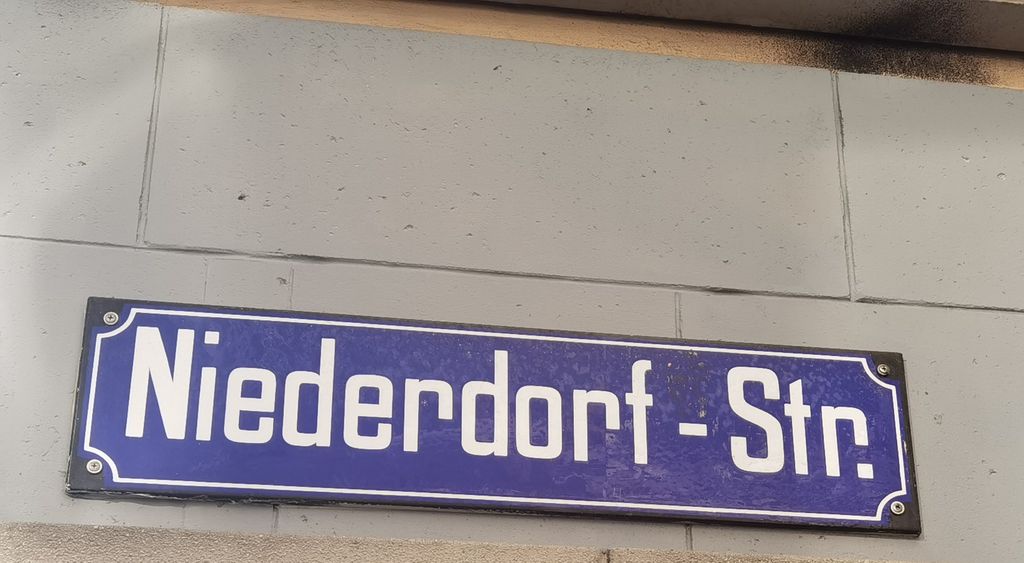 Niederdorf - Str.